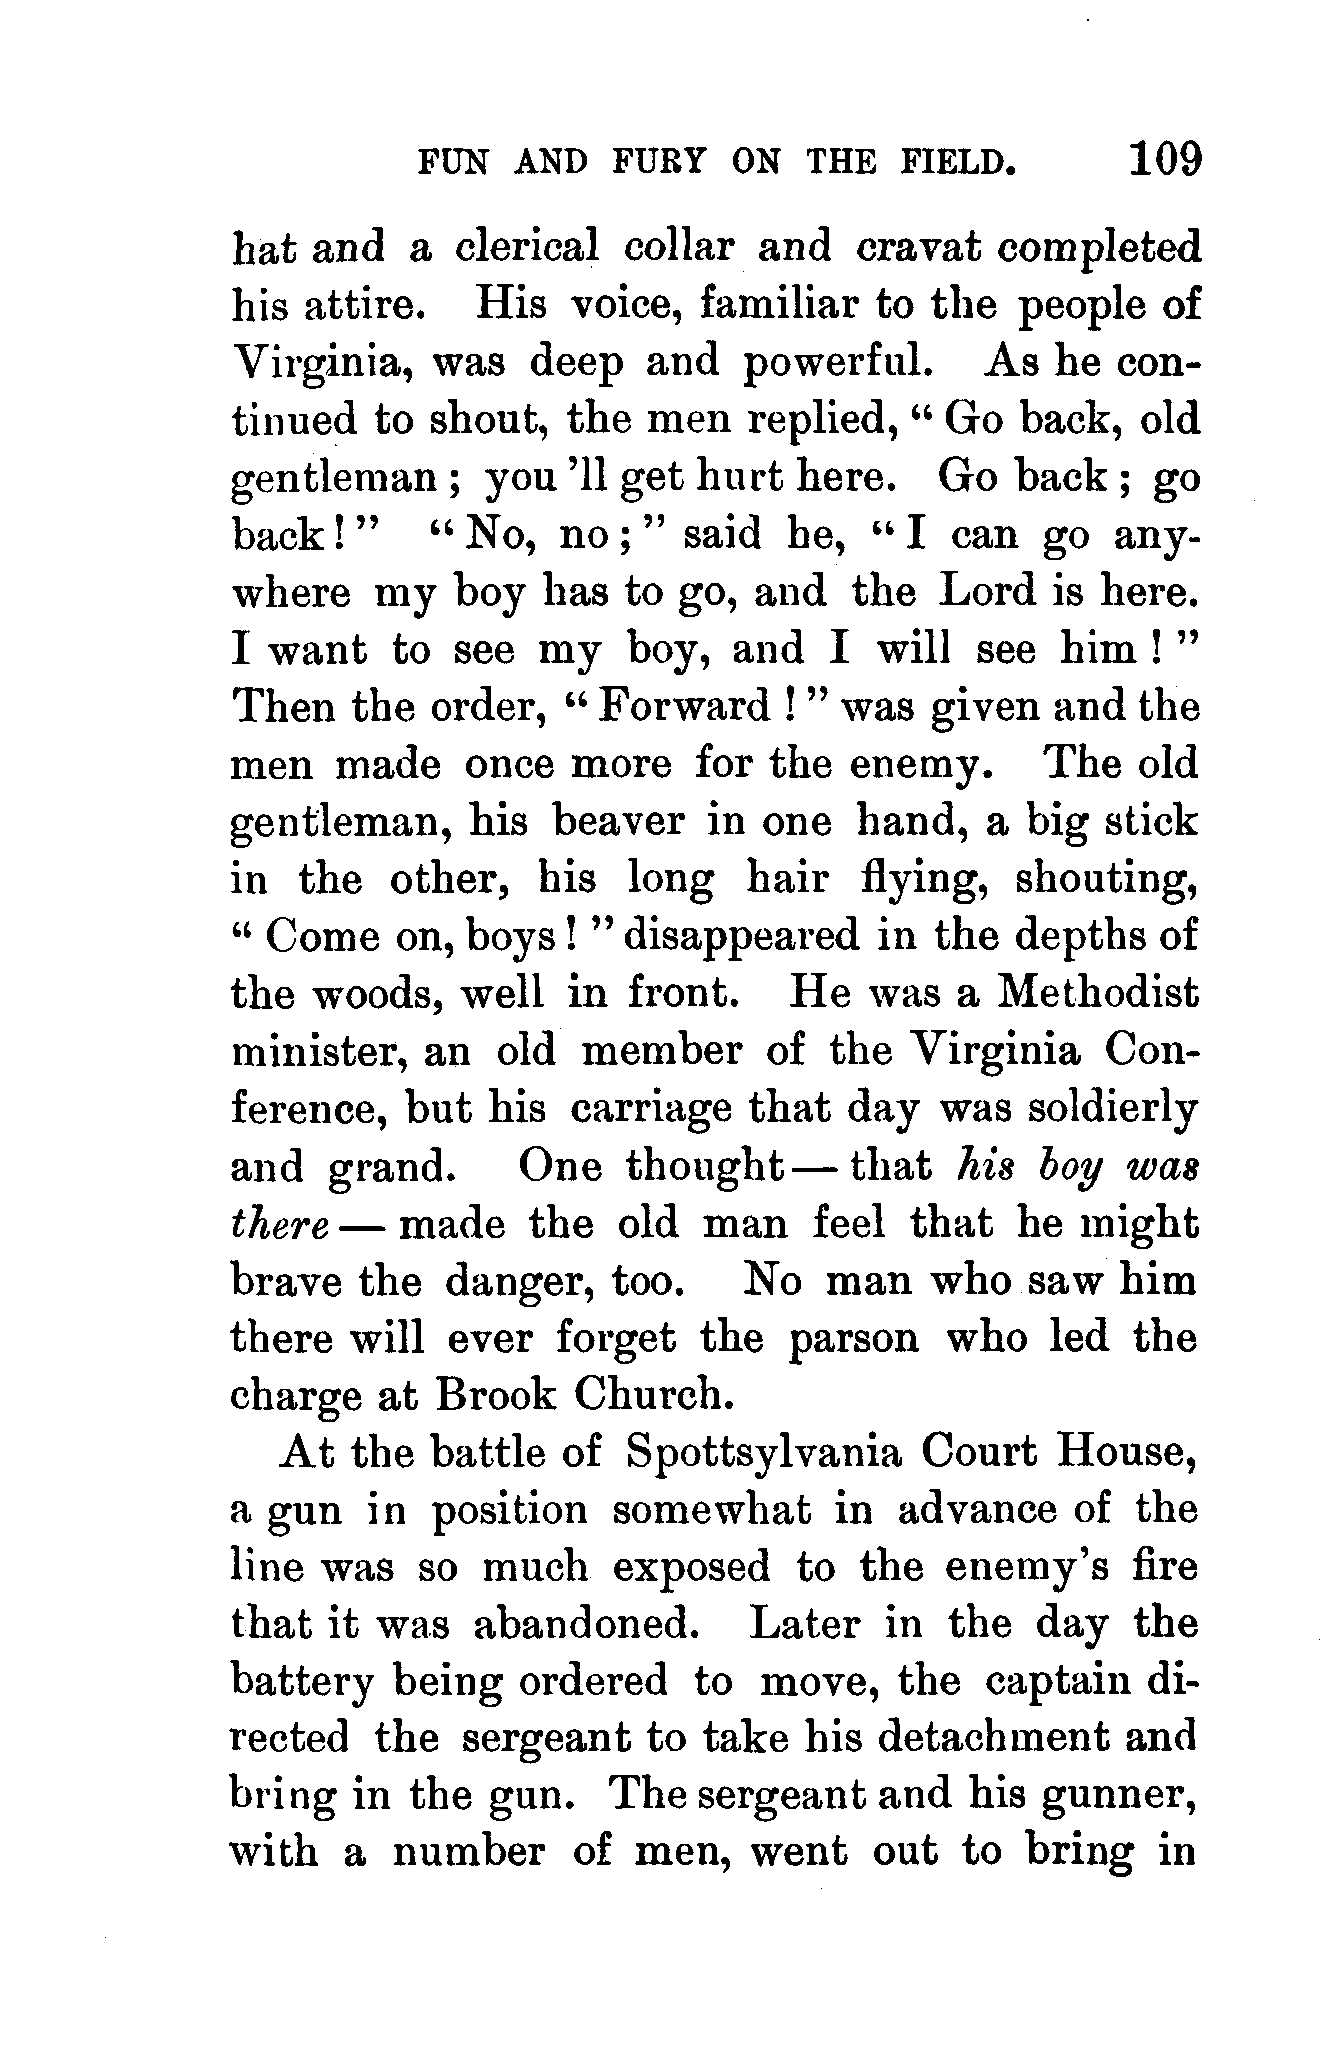 FUN AND FURY ON THE FIELD. 109
hat and a clerical collar and cravat completed
his attire. His voice, familiar to the people of
Virginia, was deep and powerful. As he con-
tinued to shout, the men replied, “ Go back, old
gentleman ; you ’ll get hurt here. Go back ; go
back! ” “ No, no ; ” said he, “ I can go any-
where my boy has to go, and the Lord is here.
I want to see my boy, and I will see him ! ”
Then the order, “ Forward ! ” was given and the
men made once more for the enemy. The old
gentleman, his beaver in one hand, a big stick
in the other, his long hair flying, shouting,
“ Come on, boys ! ” disappeared in the depths of
the woods, well in front. He was a Methodist
minister, an old member of the Virginia Con-
ference, but his carriage that day was soldierly
and grand. One thought — that his boy was
there — made the old man feel that he might
brave the danger, too. No man who saw him
there will ever forget the parson who led the
charge at Brook Church.
At the battle of Spottsylvania Court House,
a gun in position somewhat in advance of the
line was so much exposed to the enemy's fire
that it was abandoned. Later in the day the
battery being ordered to move, the captain di-
rected the sergeant to take his detachment and
bring in the gun. The sergeant and his gunner,
with a number of men, went out to bring in